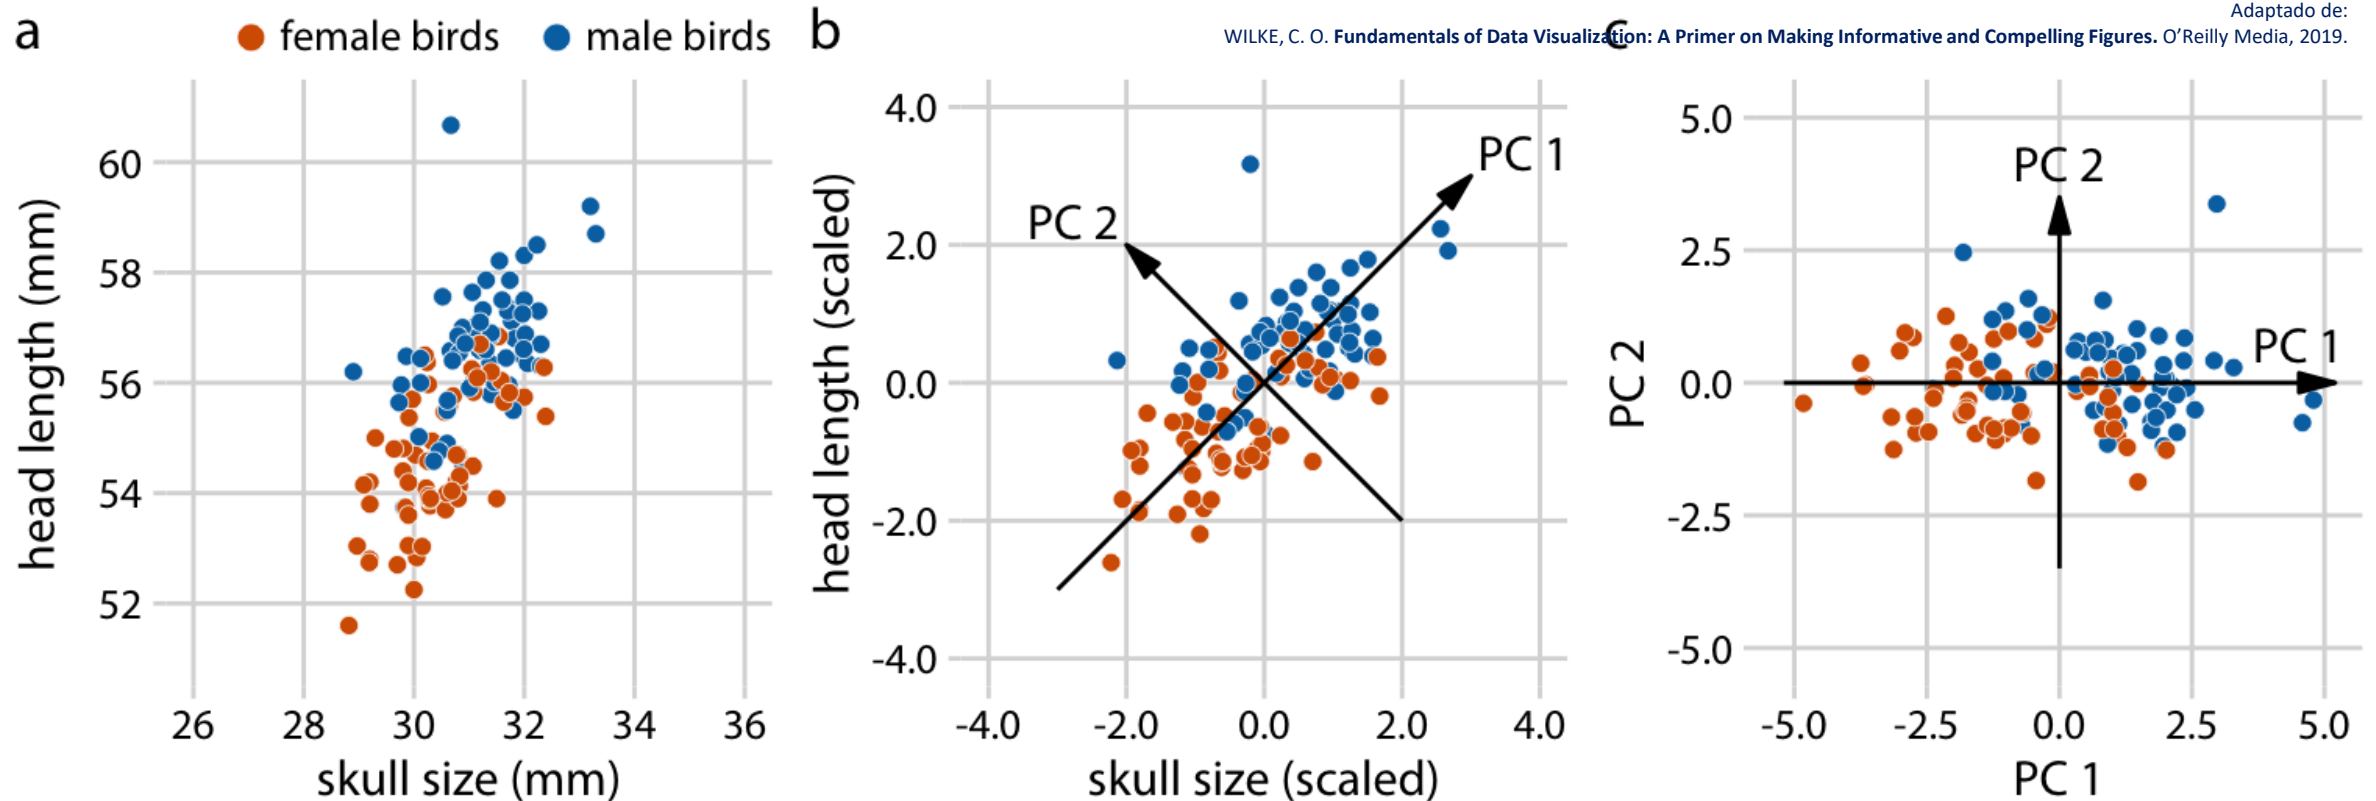 Adaptado de:
a
female birds
male birds
b
c
WILKE, C. O. Fundamentals of Data Visualization: A Primer on Making Informative and Compelling Figures. O’Reilly Media, 2019.
head length (mm)
60
58
56
54
52
26 28 30 32 34 36
skull size (mm)
head length (scaled)
4.0
2.0
0.0
-2.0
-4.0
PC 1
PC 2
-4.0 -2.0 0.0 2.0 4.0
skull size (scaled)
PC 2
5.0
2.5
0.0
-2.5
-5.0
PC 2
PC 1
-5.0 -2.5 0.0 2.5 5.0
PC 1